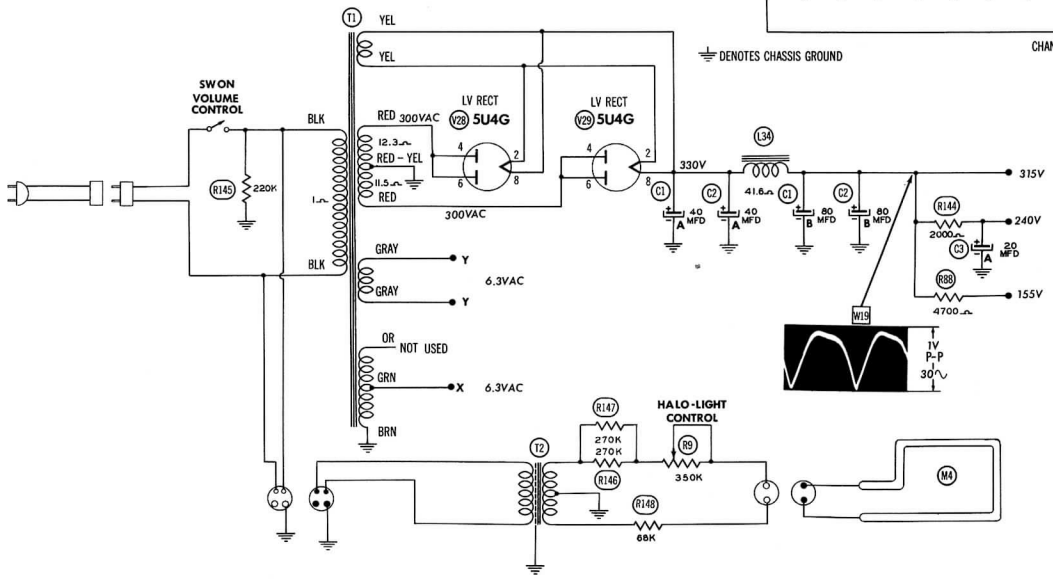 T1
YEL
YEL
⏚ DENOTES CHASSIS GROUND
CHAN
SW ON
VOLUME
CONTROL
BLK
R145
220K
1Ω
BLK
RED 300VAC
12.3Ω
RED-YEL
11.5Ω
RED
300VAC
LV RECT
V28 5U4G
4
6
2
8
LV RECT
V29 5U4G
4
6
2
8
330V
L34
41.6Ω
C1
+
A
40
MFD
C2
+
A
40
MFD
C1
+
B
80
MFD
C2
+
B
80
MFD
315V
R144
2000Ω
240V
C3
+
A
20
MFD
R88
4700Ω
155V
W19
1V
P-P
30∿
GRAY
Y
6.3VAC
GRAY
Y
OR
NOT USED
GRN
X 6.3VAC
BRN
T2
R147
270K
270K
R146
HALO-LIGHT
CONTROL
R9
350K
R148
68K
M4